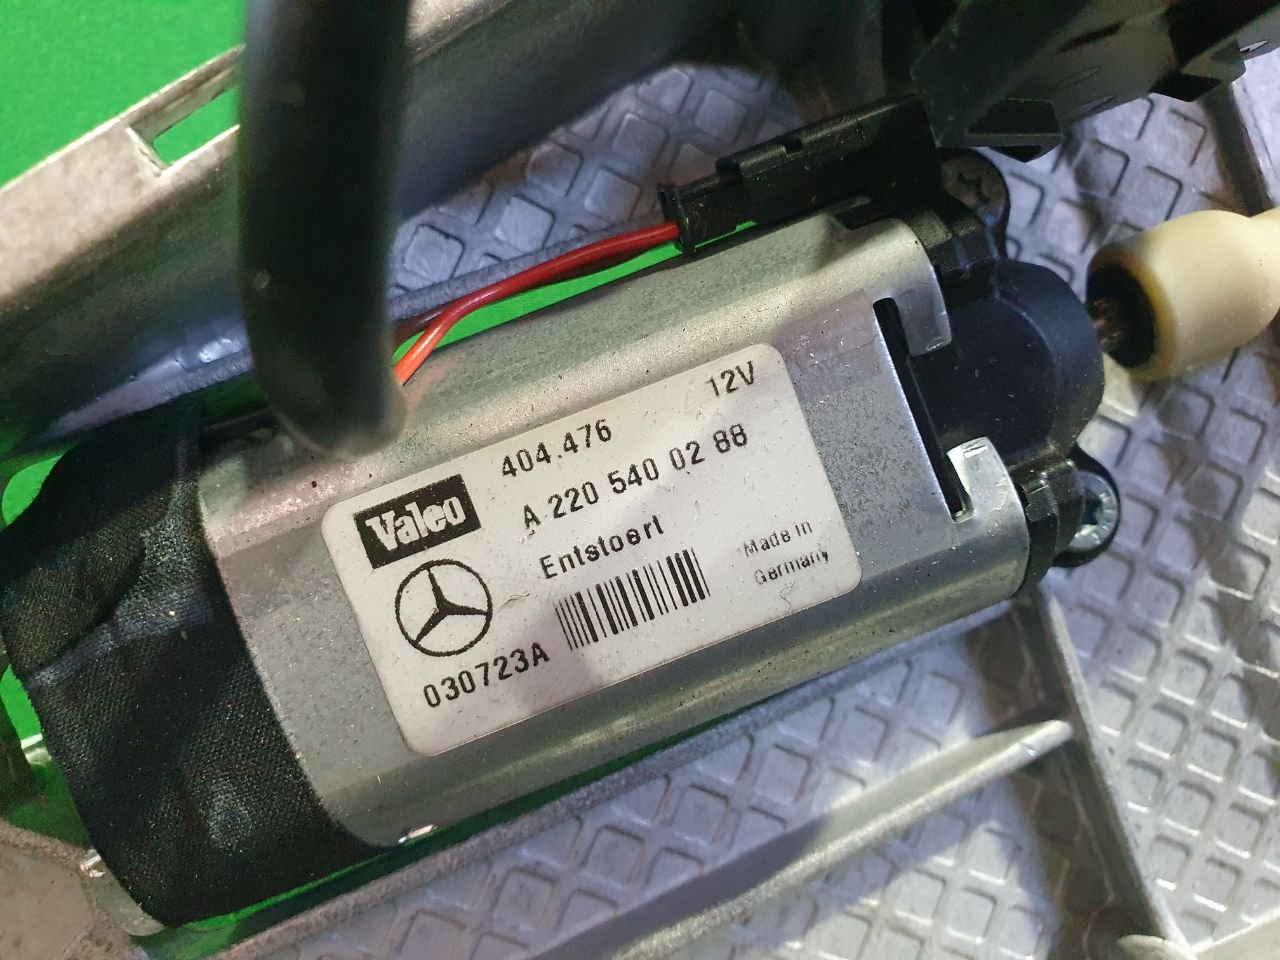 Valeo
404.476
12V
A 220 540 02 88
Entstoert
Made in
Germany
030723A